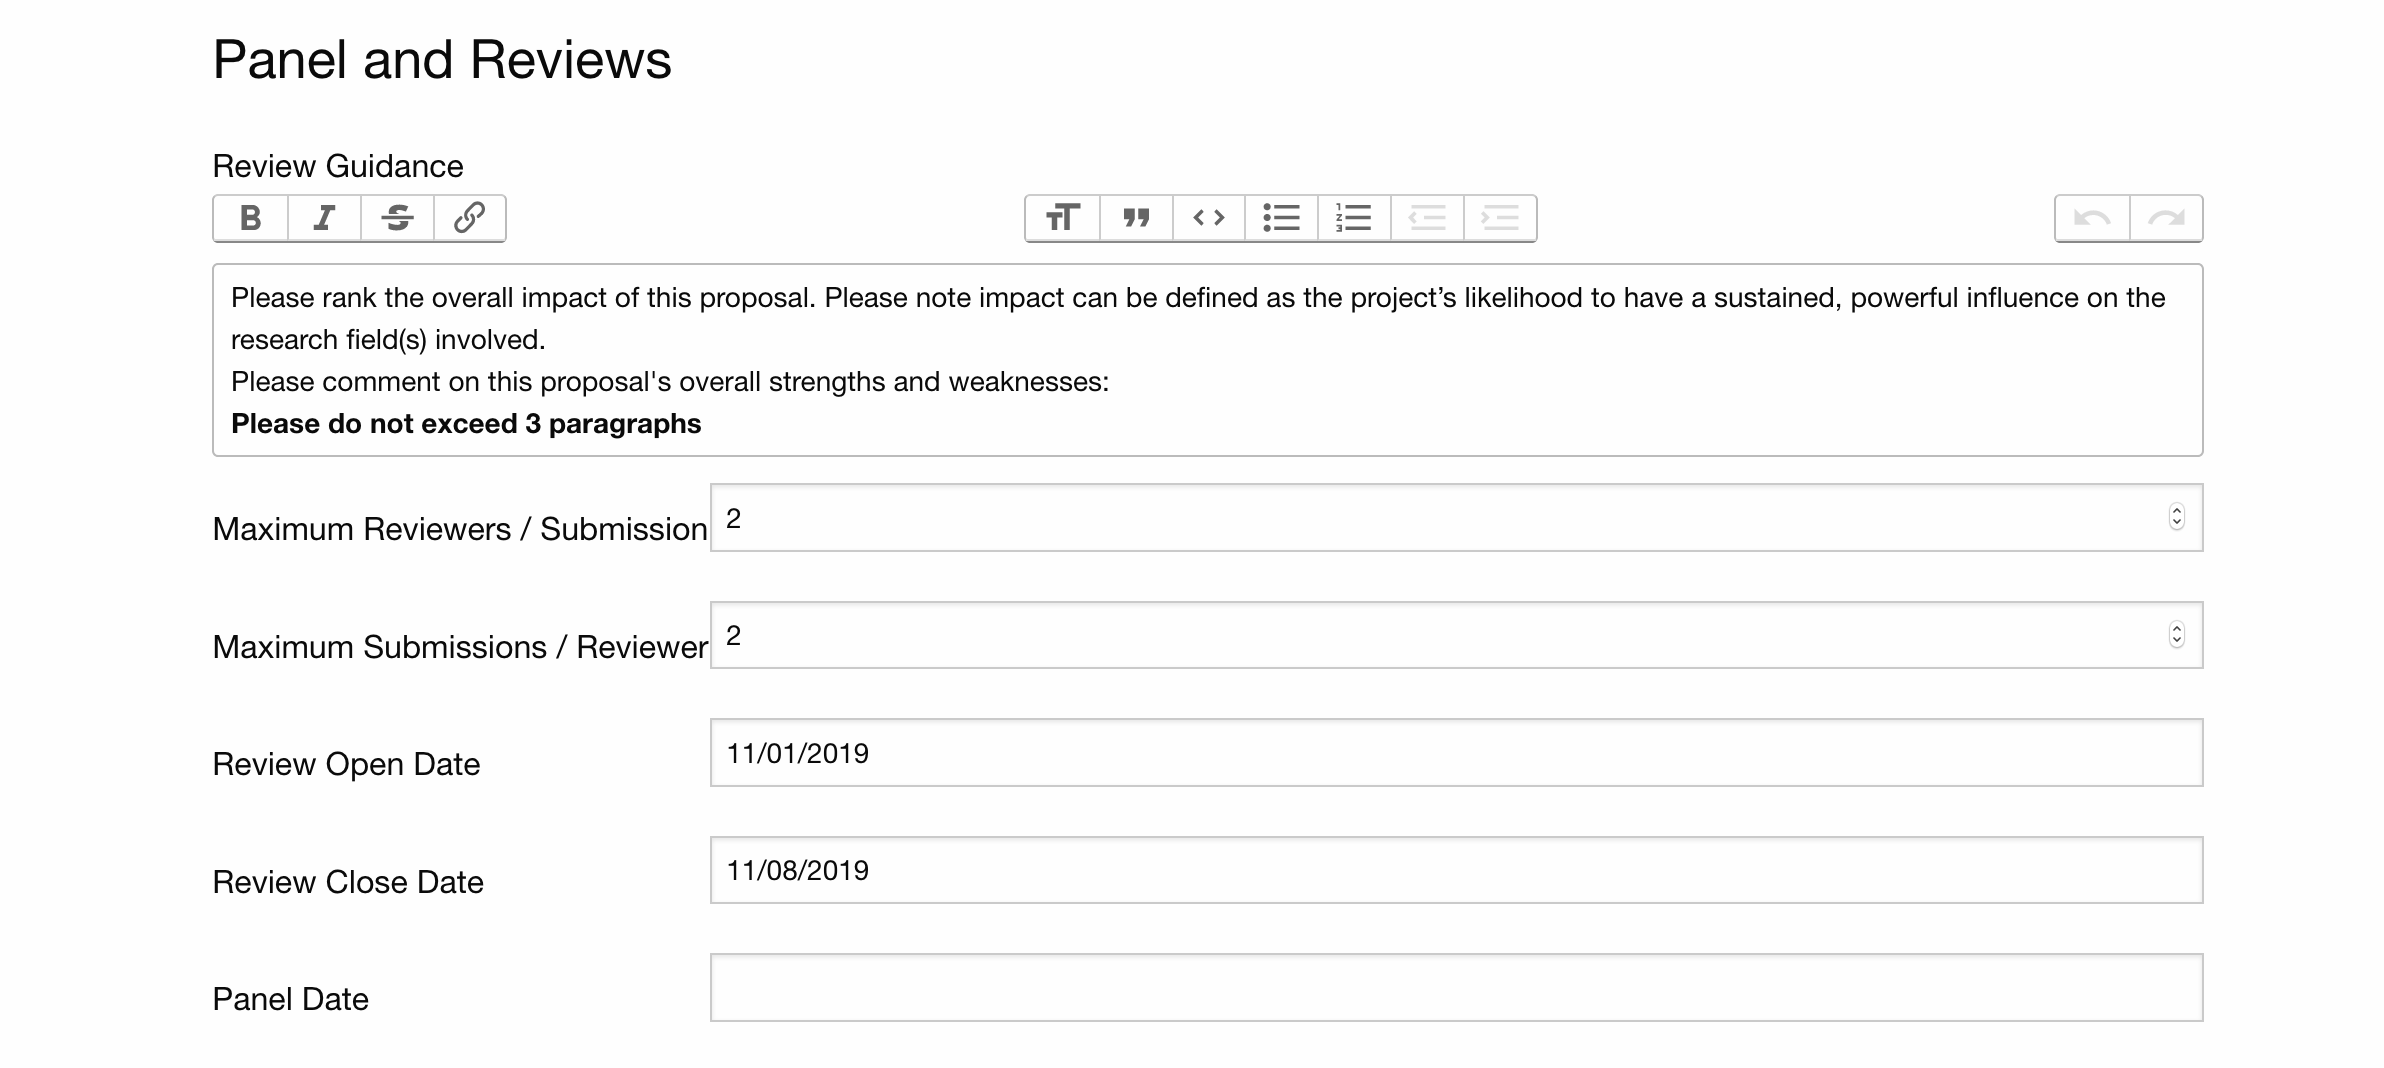 Panel and Reviews
Review Guidance
Please rank the overall impact of this proposal. Please note impact can be defined as the project’s likelihood to have a sustained, powerful influence on the
research field(s) involved.
Please comment on this proposal's overall strengths and weaknesses:
Please do not exceed 3 paragraphs
Maximum Reviewers / Submission 2
Maximum Submissions / Reviewer 2
Review Open Date 11/01/2019
Review Close Date 11/08/2019
Panel Date